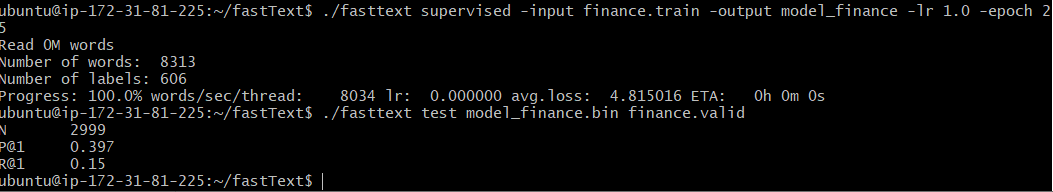 ubuntu@ip-172-31-81-225:~/fastText$ ./fasttext supervised -input finance.train -output model_finance -lr 1.0 -epoch 2
5
Read 0M words
Number of words:  8313
Number of labels: 606
Progress: 100.0% words/sec/thread:    8034 lr:  0.000000 avg.loss:  4.815016 ETA:   0h 0m 0s
ubuntu@ip-172-31-81-225:~/fastText$ ./fasttext test model_finance.bin finance.valid
N       2999
P@1     0.397
R@1     0.15
ubuntu@ip-172-31-81-225:~/fastText$